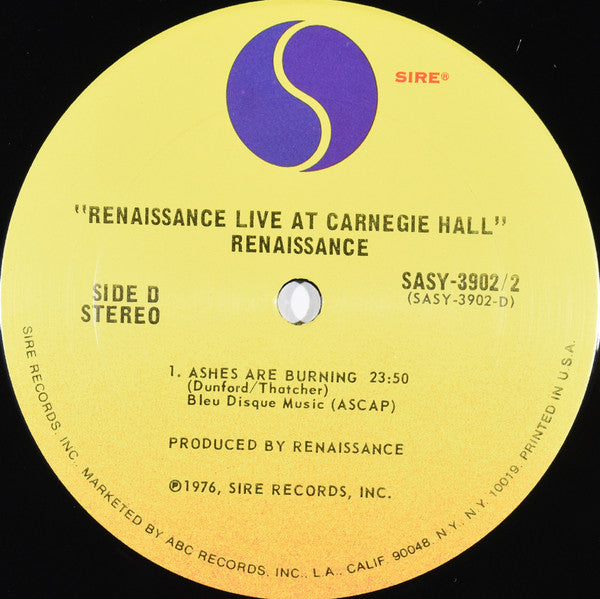 SIRE®
"RENAISSANCE LIVE AT CARNEGIE HALL"
RENAISSANCE
SIDE D
STEREO
SASY-3902/2
(SASY-3902-D)
1. ASHES ARE BURNING 23:50
(Dunford/Thatcher)
Bleu Disque Music (ASCAP)
PRODUCED BY RENAISSANCE
℗1976, SIRE RECORDS, INC.
SIRE RECORDS, INC. MARKETED BY ABC RECORDS, INC., L.A., CALIF. 90048, N.Y., N.Y. 10019. PRINTED IN U.S.A.